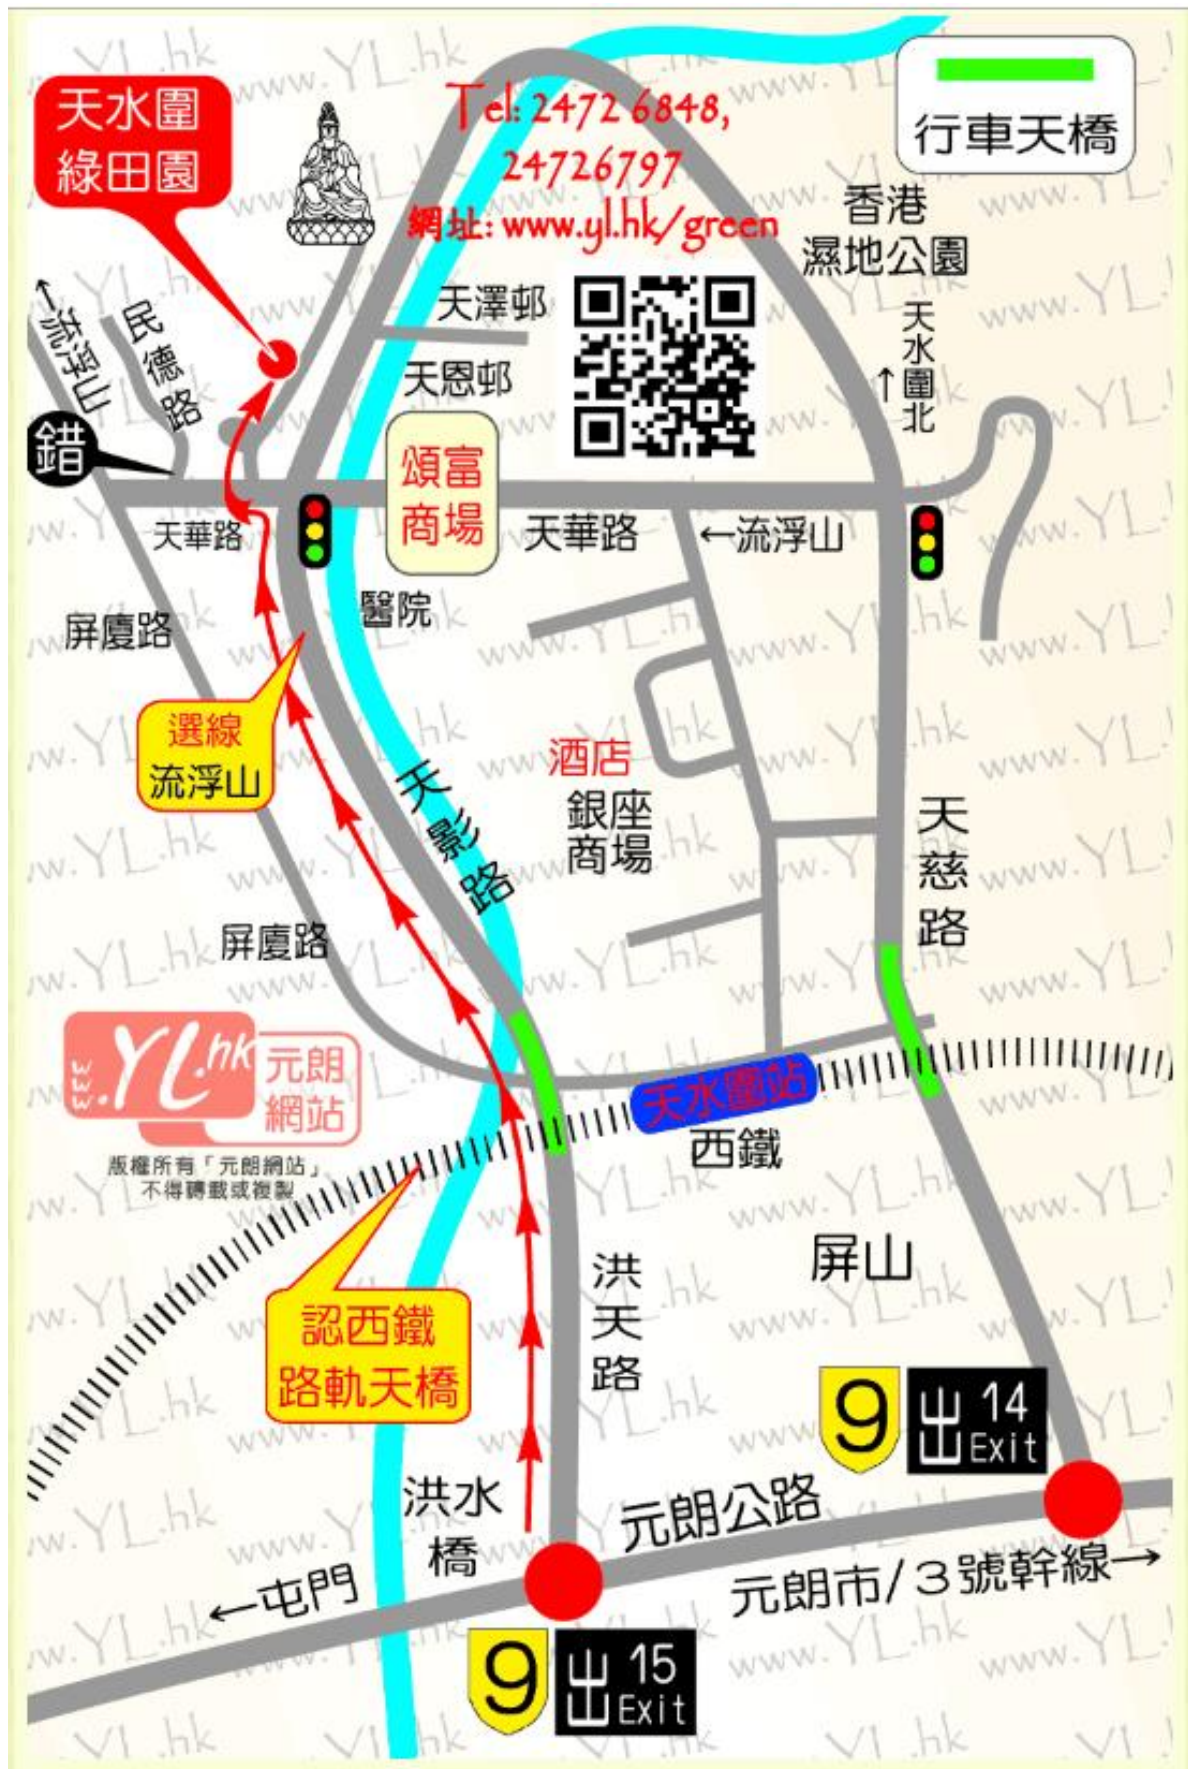 天水圍
綠田園
Tel: 2472 6848,
24726797
網址: www.yl.hk/green
行車天橋
香港
濕地公園
天水圍北
↑
←流浮山
民德路
天澤邨
天恩邨
錯
頌富
商場
天華路
天華路
←流浮山
醫院
屏廈路
選線
流浮山
天影路
酒店
銀座
商場
天慈路
屏廈路
www.YL.hk
元朗
網站
版權所有「元朗網站」
不得轉載或複製
天水圍站
西鐵
屏山
洪天路
認西鐵
路軌天橋
9
出 14
Exit
洪水
橋
元朗公路
←屯門
元朗市/3號幹線→
9
出 15
Exit